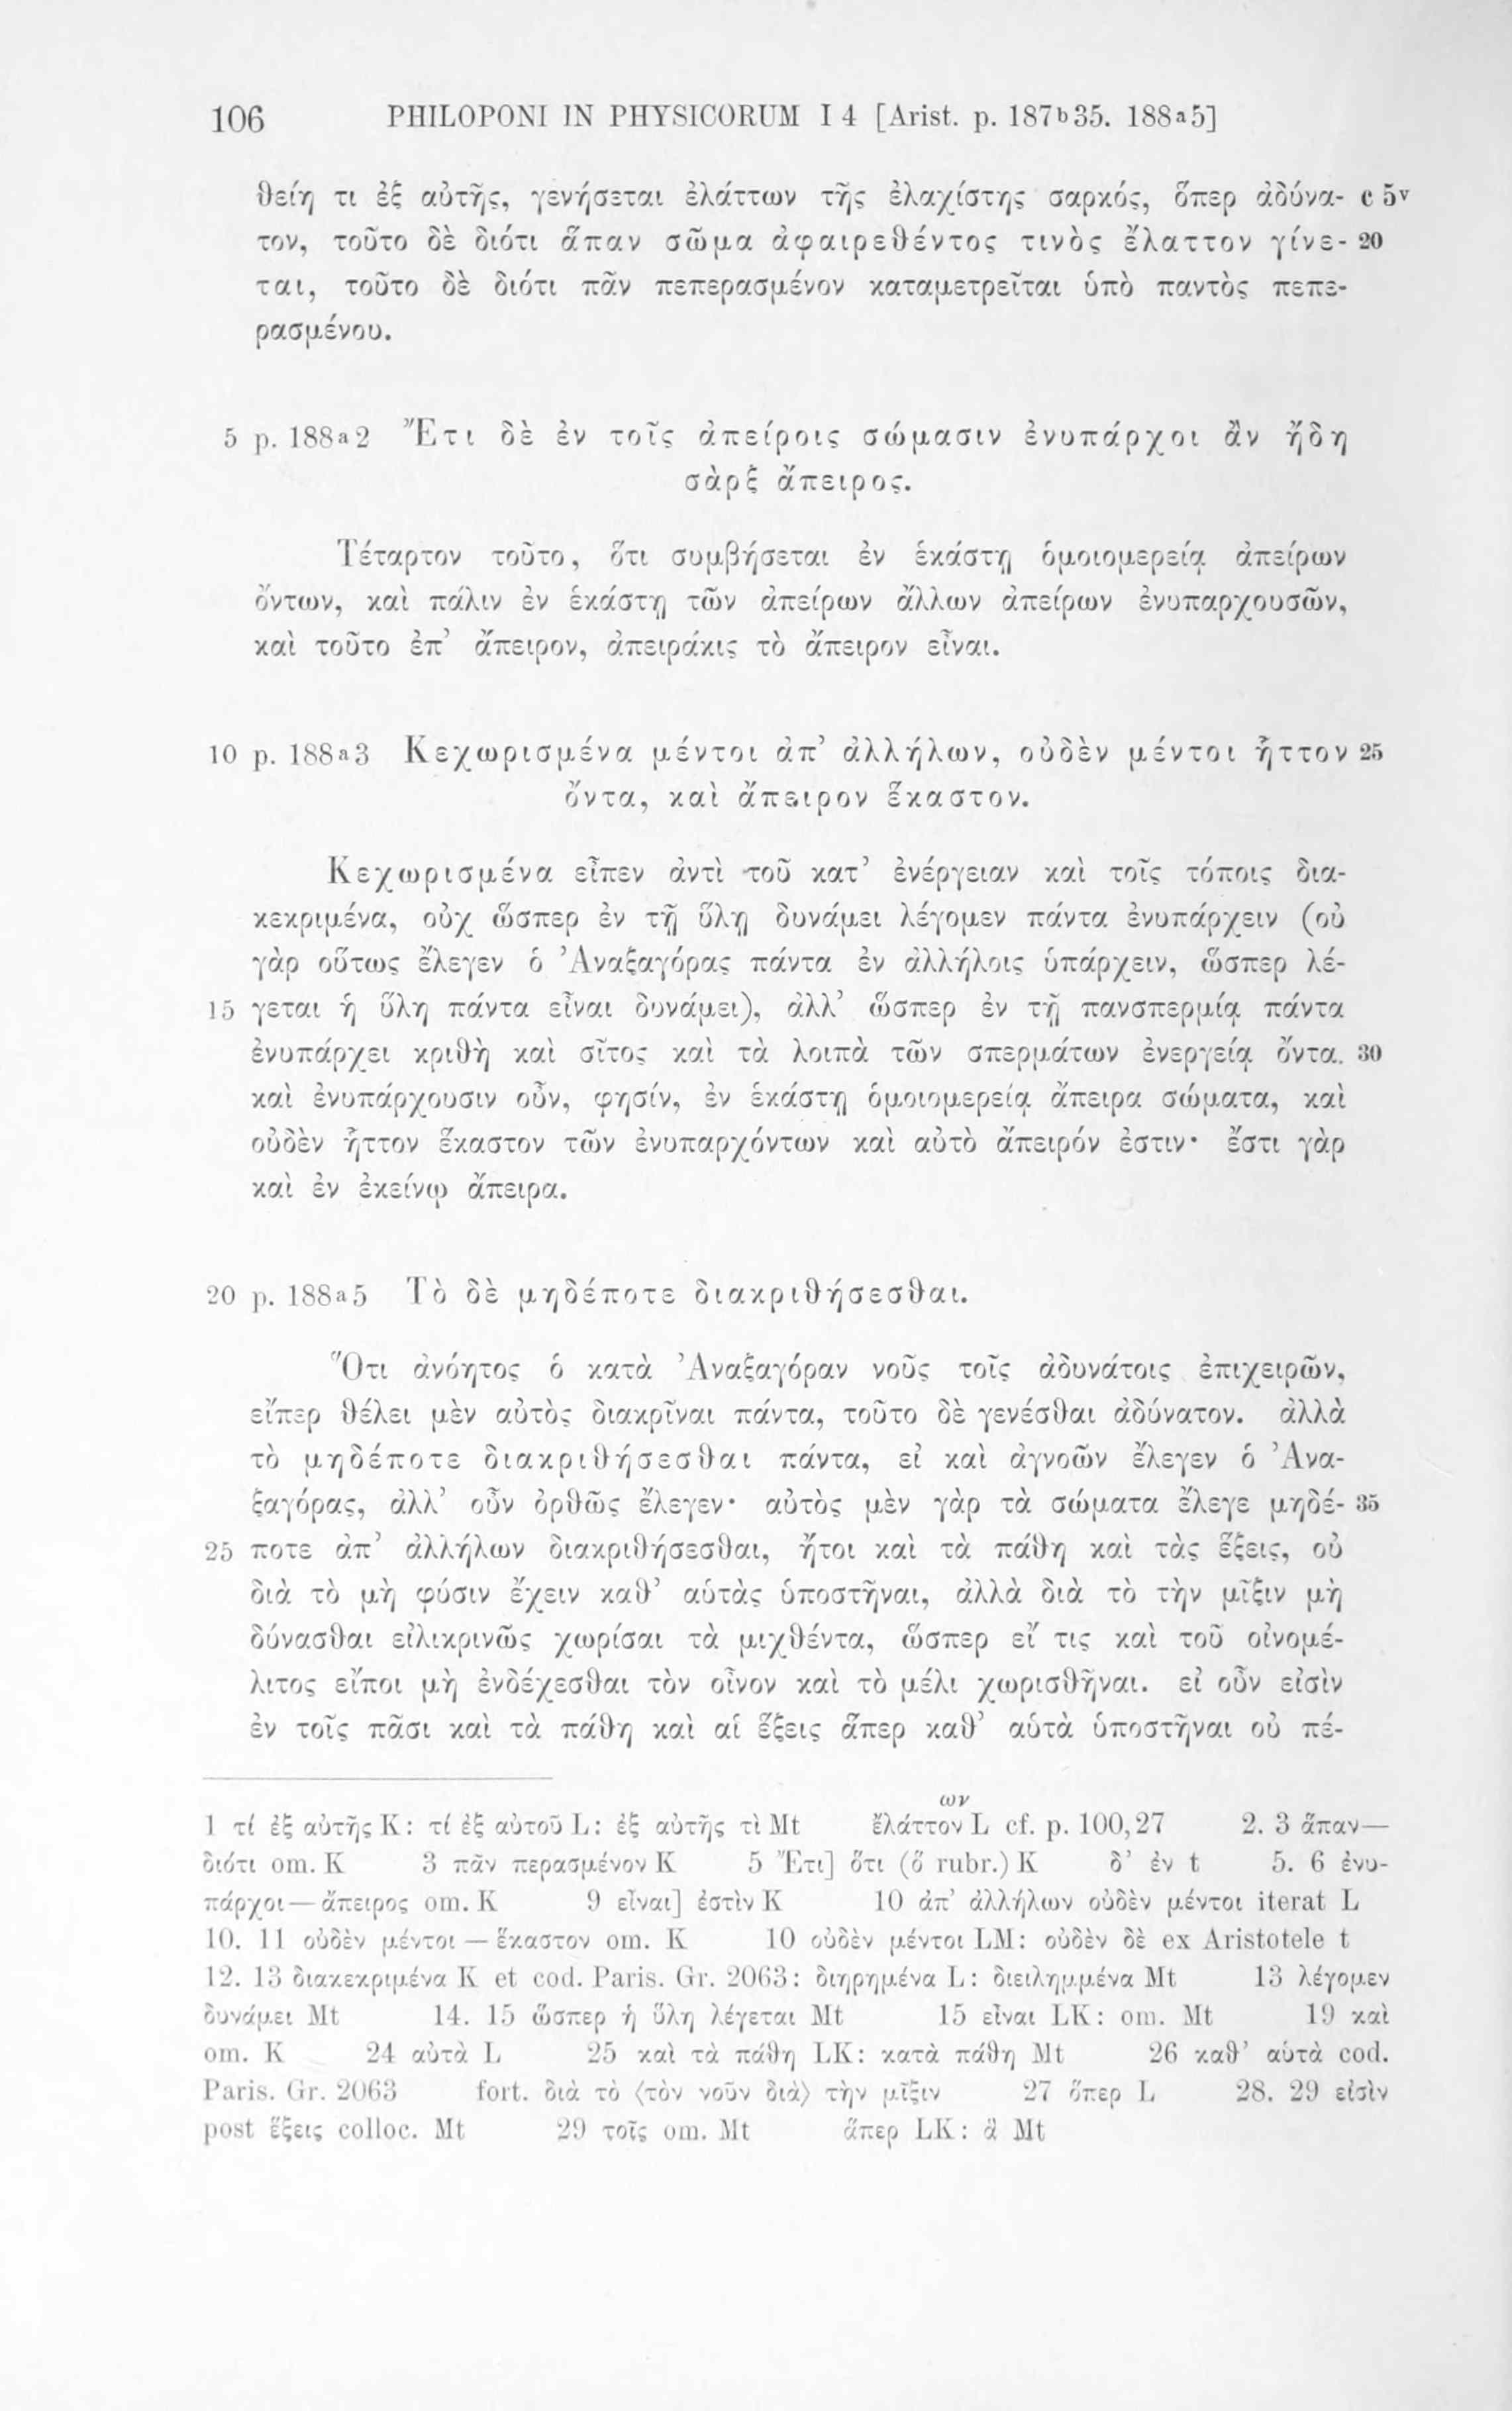 106 PHILOPONI IN PHYSICORUM I 4 [Arist. p. 187b35. 188a5]
θείη τι ἐξ αὐτῆς, γενήσεται ἐλάττων τῆς ἐλαχίστης σαρκός, ὅπερ ἀδύνα- c 5v
τον, τοῦτο δὲ διότι ἅπαν σῶμα ἀφαιρεθέντος τινὸς ἔλαττον γίνε- 20
ται, τοῦτο δὲ διότι πᾶν πεπερασμένον καταμετρεῖται ὑπὸ παντὸς πεπε-
ρασμένου.
5 p. 188a2 Ἔτι δὲ ἐν τοῖς ἀπείροις σώμασιν ἐνυπάρχοι ἂν ἤδη
σὰρξ ἄπειρος.
Τέταρτον τοῦτο, ὅτι συμβήσεται ἐν ἑκάστῃ ὁμοιομερείᾳ ἀπείρων
ὄντων, καὶ πάλιν ἐν ἑκάστῃ τῶν ἀπείρων ἄλλων ἀπείρων ἐνυπαρχουσῶν,
καὶ τοῦτο ἐπ’ ἄπειρον, ἀπειράκις τὸ ἄπειρον εἶναι.
10 p. 188a3 Κεχωρισμένα μέντοι ἀπ’ ἀλλήλων, οὐδὲν μέντοι ἧττον 25
ὄντα, καὶ ἄπειρον ἕκαστον.
Κεχωρισμένα εἶπεν ἀντὶ τοῦ κατ’ ἐνέργειαν καὶ τοῖς τόποις δια-
κεκριμένα, οὐχ ὥσπερ ἐν τῇ ὕλῃ δυνάμει λέγομεν πάντα ἐνυπάρχειν (οὐ
γὰρ οὕτως ἔλεγεν ὁ Ἀναξαγόρας πάντα ἐν ἀλλήλοις ὑπάρχειν, ὥσπερ λέ-
15 γεται ἡ ὕλη πάντα εἶναι δυνάμει), ἀλλ’ ὥσπερ ἐν τῇ πανσπερμίᾳ πάντα
ἐνυπάρχει κριθὴ καὶ σῖτος καὶ τὰ λοιπὰ τῶν σπερμάτων ἐνεργείᾳ ὄντα. 30
καὶ ἐνυπάρχουσιν οὖν, φησίν, ἐν ἑκάστῃ ὁμοιομερείᾳ ἄπειρα σώματα, καὶ
οὐδὲν ἧττον ἕκαστον τῶν ἐνυπαρχόντων καὶ αὐτὸ ἄπειρόν ἐστιν· ἔστι γὰρ
καὶ ἐν ἐκείνῳ ἄπειρα.
20 p. 188a5 Τὸ δὲ μηδέποτε διακριθήσεσθαι.
Ὅτι ἀνόητος ὁ κατὰ Ἀναξαγόραν νοῦς τοῖς ἀδυνάτοις ἐπιχειρῶν,
εἴπερ θέλει μὲν αὐτὸς διακρῖναι πάντα, τοῦτο δὲ γενέσθαι ἀδύνατον. ἀλλὰ
τὸ μηδέποτε διακριθήσεσθαι πάντα, εἰ καὶ ἀγνοῶν ἔλεγεν ὁ Ἀνα-
ξαγόρας, ἀλλ’ οὖν ὀρθῶς ἔλεγεν· αὐτὸς μὲν γὰρ τὰ σώματα ἔλεγε μηδέ- 35
25 ποτε ἀπ’ ἀλλήλων διακριθήσεσθαι, ἤτοι καὶ τὰ πάθη καὶ τὰς ἕξεις, οὐ
διὰ τὸ μὴ φύσιν ἔχειν καθ’ αὑτὰς ὑποστῆναι, ἀλλὰ διὰ τὸ τὴν μῖξιν μὴ
δύνασθαι εἰλικρινῶς χωρίσαι τὰ μιχθέντα, ὥσπερ εἴ τις καὶ τοῦ οἰνομέ-
λιτος εἴποι μὴ ἐνδέχεσθαι τὸν οἶνον καὶ τὸ μέλι χωρισθῆναι. εἰ οὖν εἰσὶν
ἐν τοῖς πᾶσι καὶ τὰ πάθη καὶ αἱ ἕξεις ἅπερ καθ’ αὑτὰ ὑποστῆναι οὐ πέ-
ων
1 τί ἐξ αὐτῆς K: τί ἐξ αὐτοῦ L: ἐξ αὐτῆς τὶ Mt ἔλάττον L cf. p. 100,27 2. 3 ἅπαν—
διότι om. K 3 πᾶν περασμένον K 5 Ἔτι] ὅτι (ὅ rubr.) K δ’ ἐν t 5. 6 ἐνυ-
πάρχοι — ἄπειρος om. K 9 εἶναι] ἐστὶν K 10 ἀπ’ ἀλλήλων οὐδὲν μέντοι iterat L
10. 11 οὐδὲν μέντοι — ἕκαστον om. K 10 οὐδὲν μέντοι LM: οὐδὲν δὲ ex Aristotele t
12. 13 διακεκριμένα K et cod. Paris. Gr. 2063: διῃρημένα L: διειλημμένα Mt 13 λέγομεν
δυνάμει Mt 14. 15 ὥσπερ ἡ ὕλη λέγεται Mt 15 εἶναι LK: om. Mt 19 καὶ
om. K 24 αὐτὰ L 25 καὶ τὰ πάθη LK: κατὰ πάθη Mt 26 καθ’ αὑτὰ cod.
Paris. Gr. 2063 fort. διὰ τὸ ⟨τὸν νοῦν διὰ⟩ τὴν μῖξιν 27 ὅπερ L 28. 29 εἰσὶν
post ἕξεις colloc. Mt 29 τοῖς om. Mt ἅπερ LK: ἃ Mt